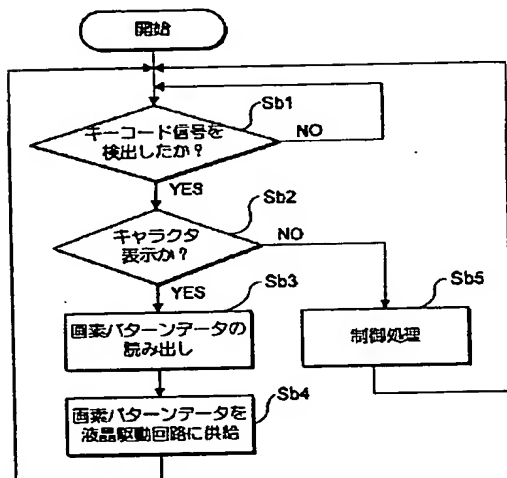 開始
Sb1
キーコード信号を
検出したか?
NO
YES
Sb2
キャラクタ
表示か?
NO
YES
Sb3
画素パターンデータの
読み出し
Sb5
制御処理
Sb4
画素パターンデータを
液晶駆動回路に供給